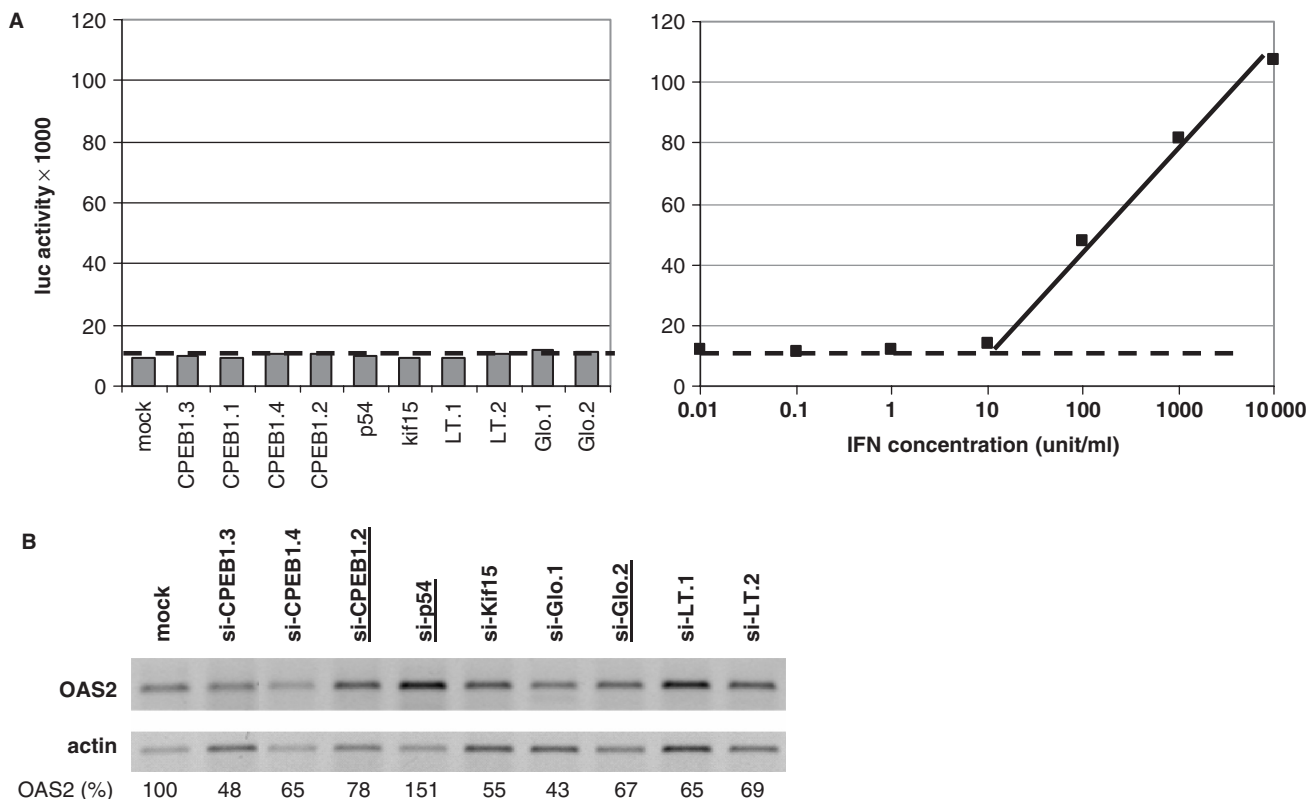 A
luc activity × 1000
120
100
80
60
40
20
0
mock
CPEB1.3
CPEB1.1
CPEB1.4
CPEB1.2
p54
kif15
LT.1
LT.2
Glo.1
Glo.2
120
100
80
60
40
20
0
0.01 0.1 1 10 100 1000 10000
IFN concentration (unit/ml)
B
mock
si-CPEB1.3
si-CPEB1.4
si-CPEB1.2
si-p54
si-Kif15
si-Glo.1
si-Glo.2
si-LT.1
si-LT.2
OAS2
actin
OAS2 (%) 100 48 65 78 151 55 43 67 65 69